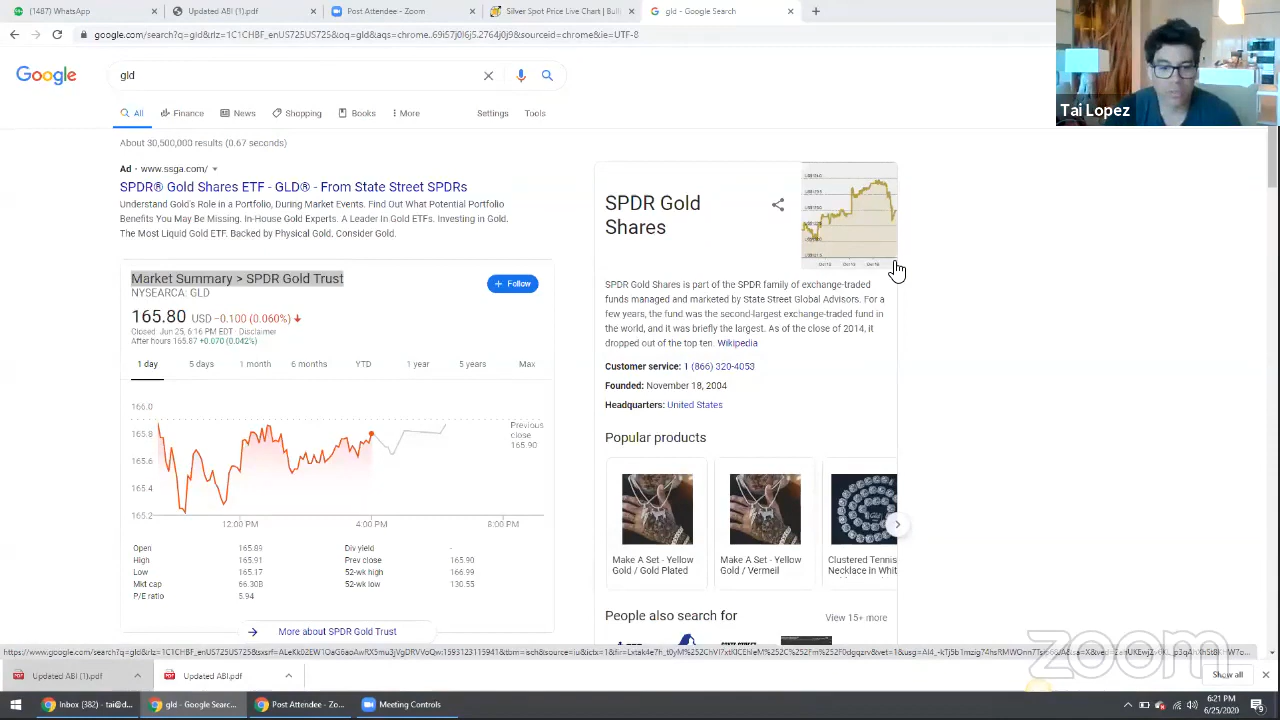 (1487) WhatsApp
Updated ABI (1).pdf
Post Attendee - Zoom
Silver Spot Price Live Chart | Bulli
gld - Google Search
google.com/search?q=gld&rlz=1C1CHBF_enUS725US725&oq=gld&aqs=chrome..69i57j0l6j5.2764j0j9&sourceid=chrome&ie=UTF-8
Tai Lopez
Google
gld
All
Finance
News
Shopping
Books
More
Settings
Tools
About 30,500,000 results (0.67 seconds)
Ad · www.ssga.com/
SPDR® Gold Shares ETF - GLD® - From State Street SPDRs
Understand Gold's Role in a Portfolio, During Market Events. Find Out What Potential Portfolio
Benefits You May Be Missing. In-House Gold Experts. A Leader In Gold ETFs. Investing in Gold.
The Most Liquid Gold ETF. Backed by Physical Gold. Consider Gold.
Market Summary > SPDR Gold Trust
NYSEARCA: GLD
+ Follow
165.80 USD −0.100 (0.060%)
Closed: Jun 25, 6:16 PM EDT · Disclaimer
After hours 165.87 +0.070 (0.042%)
1 day
5 days
1 month
6 months
YTD
1 year
5 years
Max
166.0
165.8
165.6
165.4
165.2
Previous
close
165.90
12:00 PM
4:00 PM
8:00 PM
Open 165.89
High 165.91
Low 165.17
Mkt cap 66.30B
P/E ratio 5.94
Div yield -
Prev close 165.90
52-wk high 166.99
52-wk low 130.55
More about SPDR Gold Trust
SPDR Gold
Shares
SPDR Gold Shares is part of the SPDR family of exchange-traded
funds managed and marketed by State Street Global Advisors. For a
few years, the fund was the second-largest exchange-traded fund in
the world, and it was briefly the largest. As of the close of 2014, it
dropped out of the top ten. Wikipedia
Customer service: 1 (866) 320-4053
Founded: November 18, 2004
Headquarters: United States
Popular products
Make A Set - Yellow
Gold / Gold Plated
Make A Set - Yellow
Gold / Vermeil
Clustered Tennis
Necklace in Whit
People also search for
View 15+ more
zoom
Updated ABI (1).pdf
Updated ABI.pdf
Show all
Inbox (382) - tai@d...
gld - Google Searc...
Post Attendee - Zo...
Meeting Controls
6:21 PM
6/25/2020